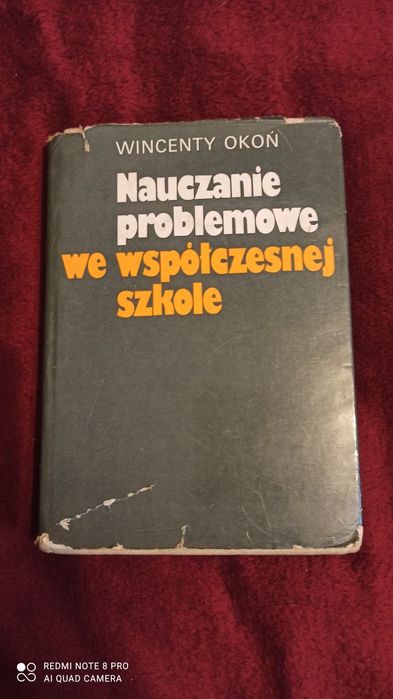 WINCENTY OKOŃ
Nauczanie
problemowe
we współczesnej
szkole
REDMI NOTE 8 PRO
AI QUAD CAMERA